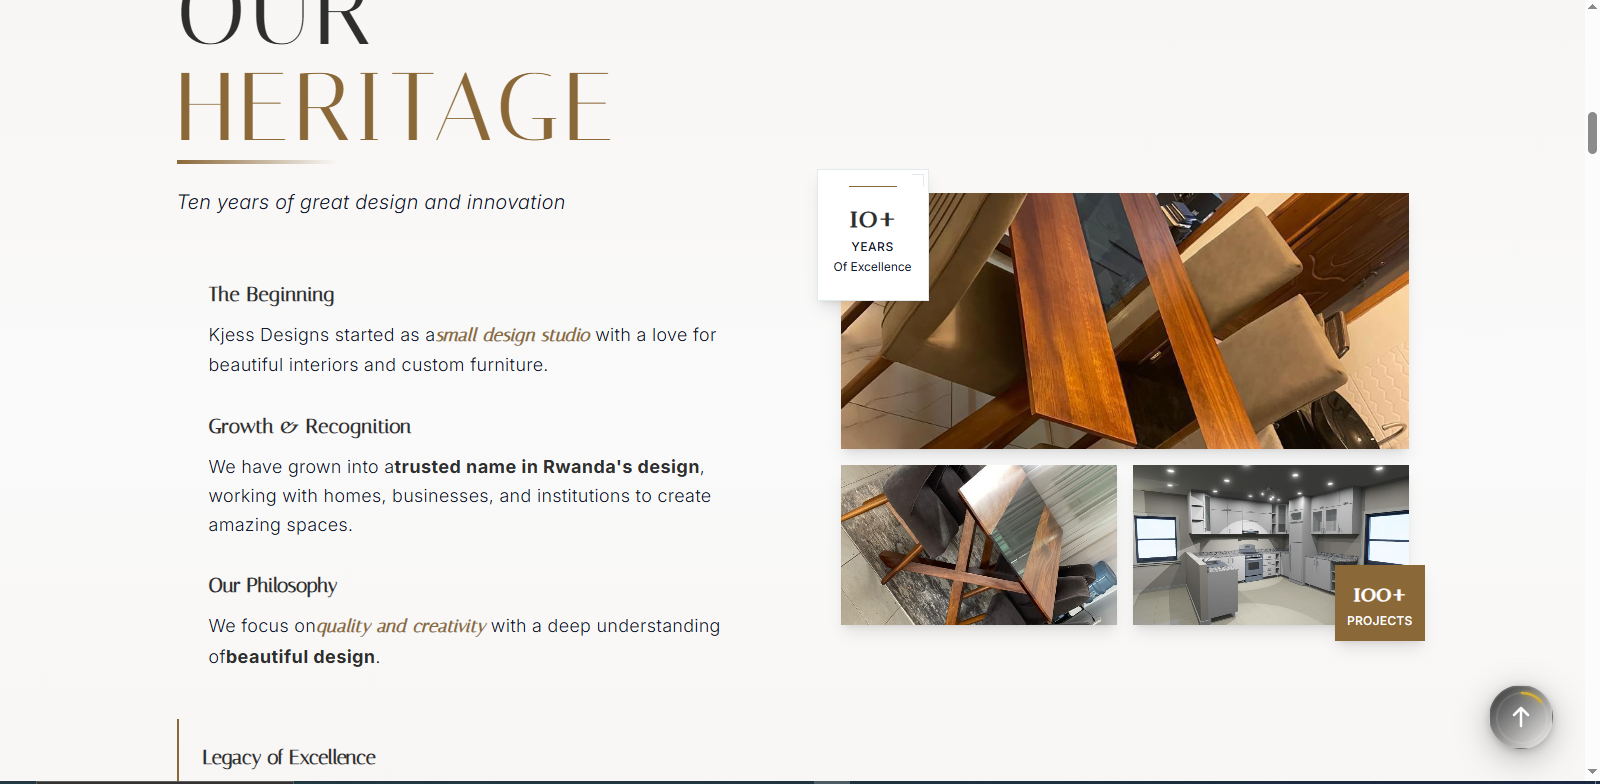 OUR
HERITAGE
Ten years of great design and innovation
The Beginning
Kjess Designs started as asmall design studio with a love for
beautiful interiors and custom furniture.
Growth & Recognition
We have grown into atrusted name in Rwanda's design,
working with homes, businesses, and institutions to create
amazing spaces.
Our Philosophy
We focus onquality and creativity with a deep understanding
ofbeautiful design.
Legacy of Excellence
10+
YEARS
Of Excellence
100+
PROJECTS